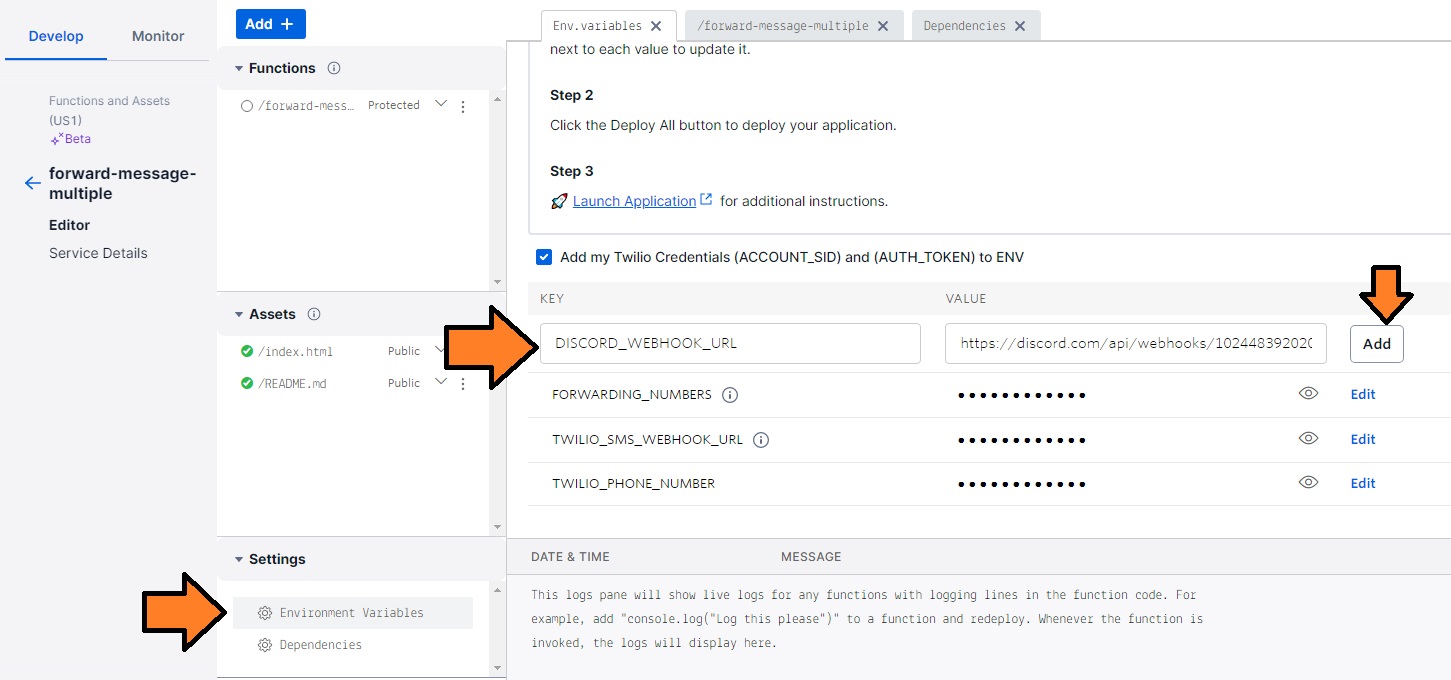 Develop
Monitor
Functions and Assets
(US1)
Beta
forward-message-
multiple
Editor
Service Details
Add +
Functions
/forward-mess… Protected
Assets
/index.html Public
/README.md Public
Settings
Environment Variables
Dependencies
Env.variables
/forward-message-multiple
Dependencies
next to each value to update it.
Step 2
Click the Deploy All button to deploy your application.
Step 3
🚀 Launch Application for additional instructions.
Add my Twilio Credentials (ACCOUNT_SID) and (AUTH_TOKEN) to ENV
KEY VALUE
DISCORD_WEBHOOK_URL https://discord.com/api/webhooks/102448392020 Add
FORWARDING_NUMBERS •••••••••••• Edit
TWILIO_SMS_WEBHOOK_URL •••••••••••• Edit
TWILIO_PHONE_NUMBER •••••••••••• Edit
DATE & TIME MESSAGE
This logs pane will show live logs for any functions with logging lines in the function code. For
example, add "console.log("Log this please")" to a function and redeploy. Whenever the function is
invoked, the logs will display here.